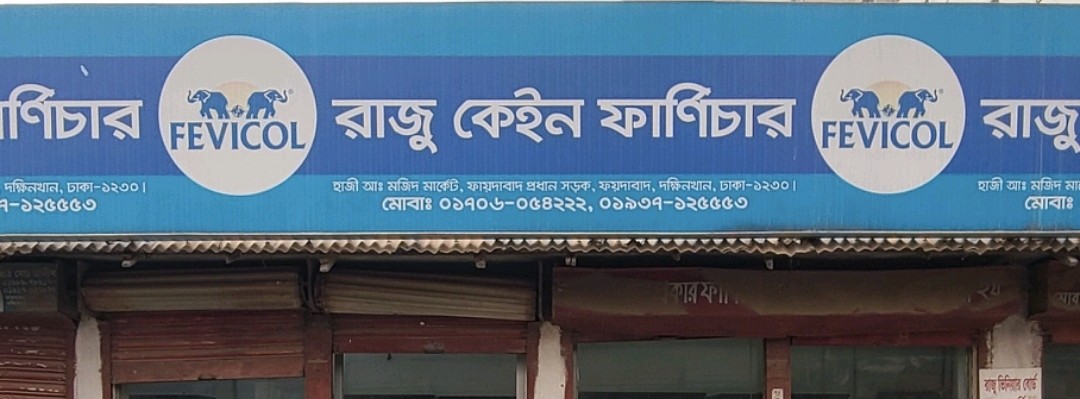 র্ণিচার
FEVICOL
রাজু কেইন ফার্ণিচার
FEVICOL
রাজু
দক্ষিনখান, ঢাকা-১২৩০।
৭-১২৫৫৫৩
হাজী আঃ মজিদ মার্কেট, ফায়দাবাদ প্রধান সড়ক, ফয়দাবাদ, দক্ষিনখান, ঢাকা-১২৩০।
মোবাঃ ০১৭০৬-০৫৪২২২, ০১৯৩৭-১২৫৫৫৩
হাজী আঃ মজিদ
মোবাঃ
রাজু ভিনিয়ার বোর্ড